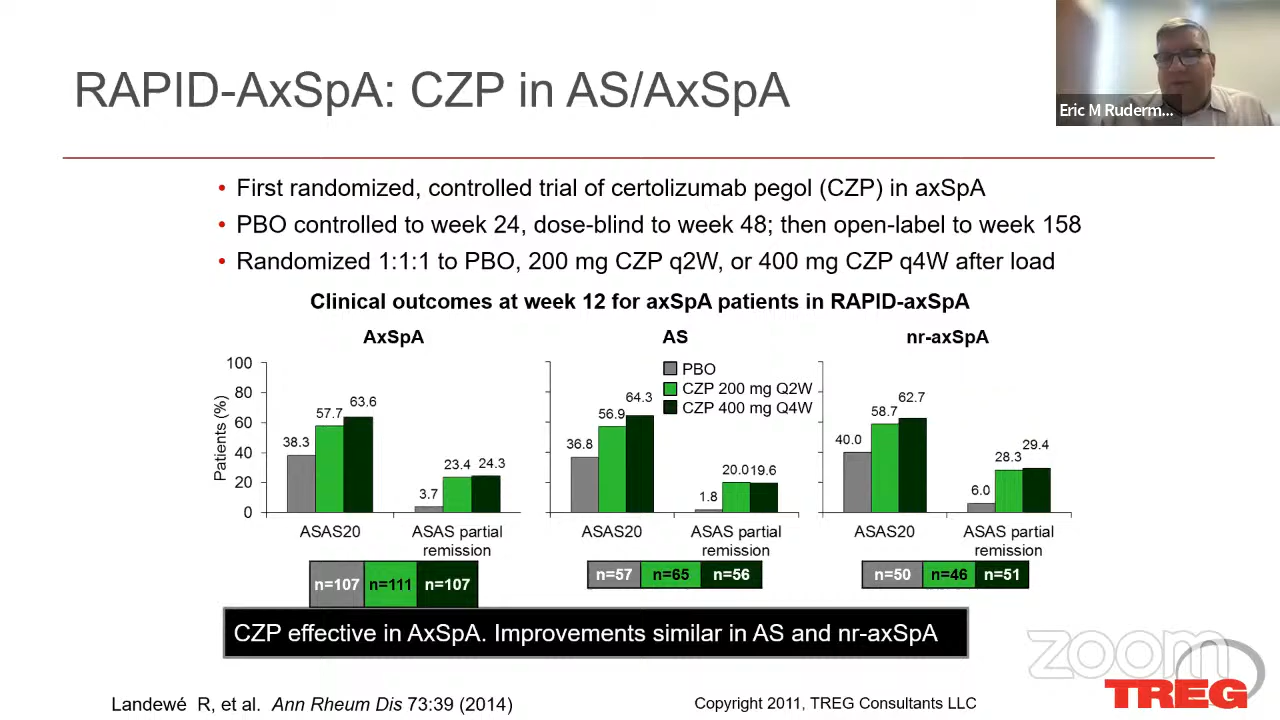 RAPID-AxSpA: CZP in AS/AxSpA
Eric M Ruderm...
• First randomized, controlled trial of certolizumab pegol (CZP) in axSpA
• PBO controlled to week 24, dose-blind to week 48; then open-label to week 158
• Randomized 1:1:1 to PBO, 200 mg CZP q2W, or 400 mg CZP q4W after load
Clinical outcomes at week 12 for axSpA patients in RAPID-axSpA
AxSpA
Patients (%)
100
80
60
40
20
0
38.3
57.7
63.6
3.7
23.4
24.3
ASAS20
ASAS partial
remission
n=107 n=111 n=107
AS
PBO
CZP 200 mg Q2W
CZP 400 mg Q4W
36.8
56.9
64.3
1.8
20.0
19.6
ASAS20
ASAS partial
remission
n=57 n=65 n=56
nr-axSpA
40.0
58.7
62.7
6.0
28.3
29.4
ASAS20
ASAS partial
remission
n=50 n=46 n=51
CZP effective in AxSpA. Improvements similar in AS and nr-axSpA
Landewé R, et al. Ann Rheum Dis 73:39 (2014)
Copyright 2011, TREG Consultants LLC
zoom
TREG